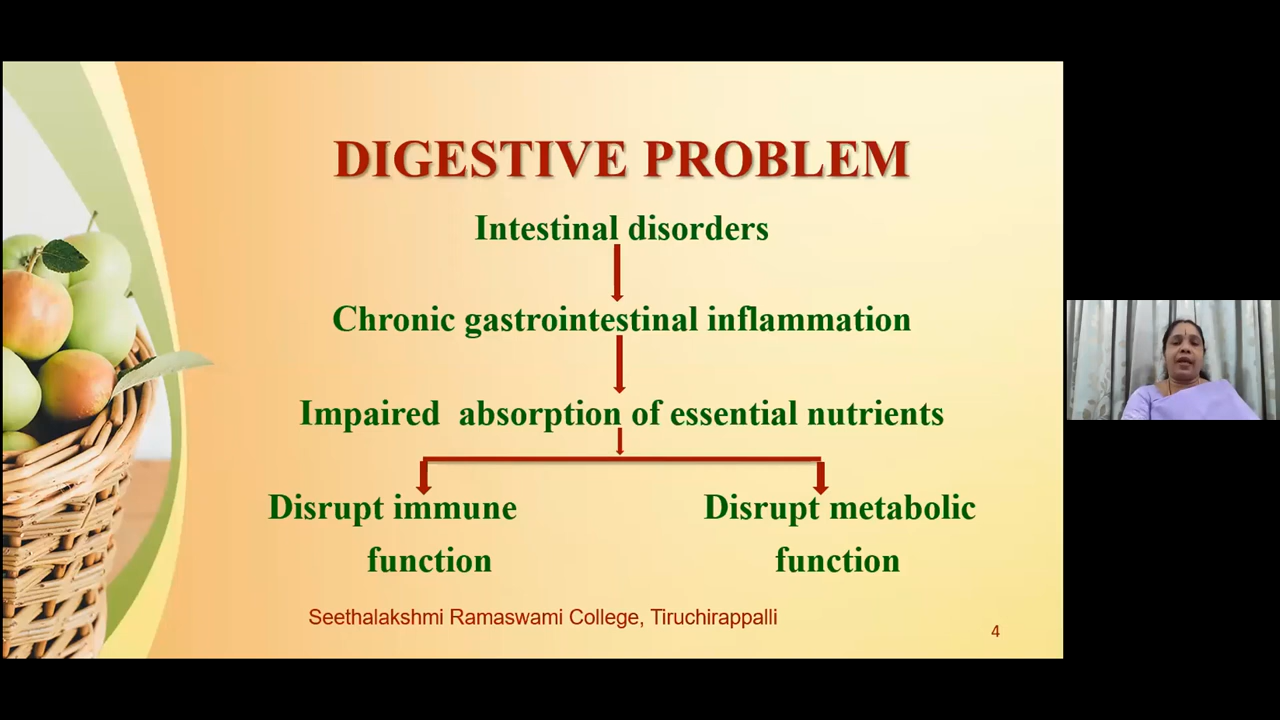 DIGESTIVE PROBLEM
Intestinal disorders
Chronic gastrointestinal inflammation
Impaired absorption of essential nutrients
Disrupt immune
function
Disrupt metabolic
function
Seethalakshmi Ramaswami College, Tiruchirappalli
4